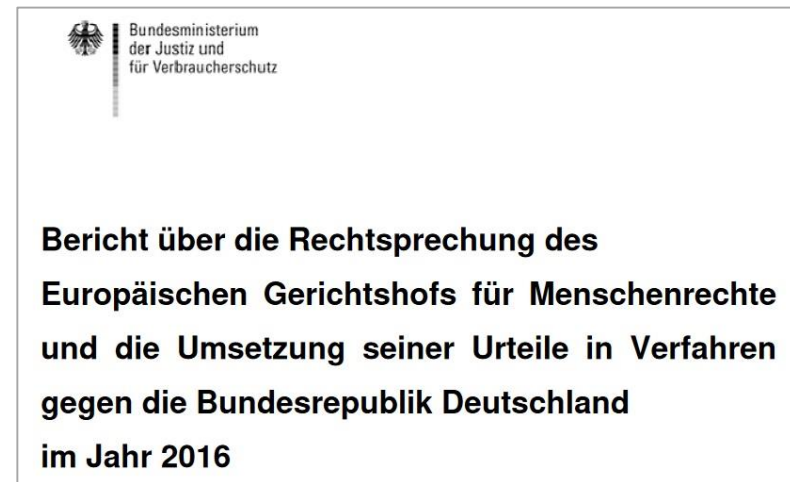 Bundesministerium
der Justiz und
für Verbraucherschutz
Bericht über die Rechtsprechung des
Europäischen Gerichtshofs für Menschenrechte
und die Umsetzung seiner Urteile in Verfahren
gegen die Bundesrepublik Deutschland
im Jahr 2016